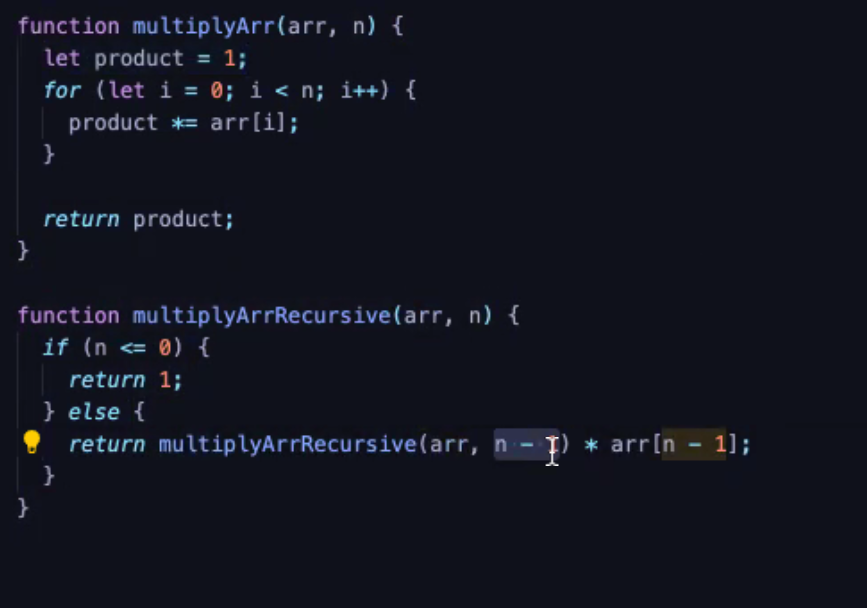 function multiplyArr(arr, n) {
  let product = 1;
  for (let i = 0; i < n; i++) {
    product *= arr[i];
  }

  return product;
}

function multiplyArrRecursive(arr, n) {
  if (n <= 0) {
    return 1;
  } else {
    return multiplyArrRecursive(arr, n - 1) * arr[n - 1];
  }
}